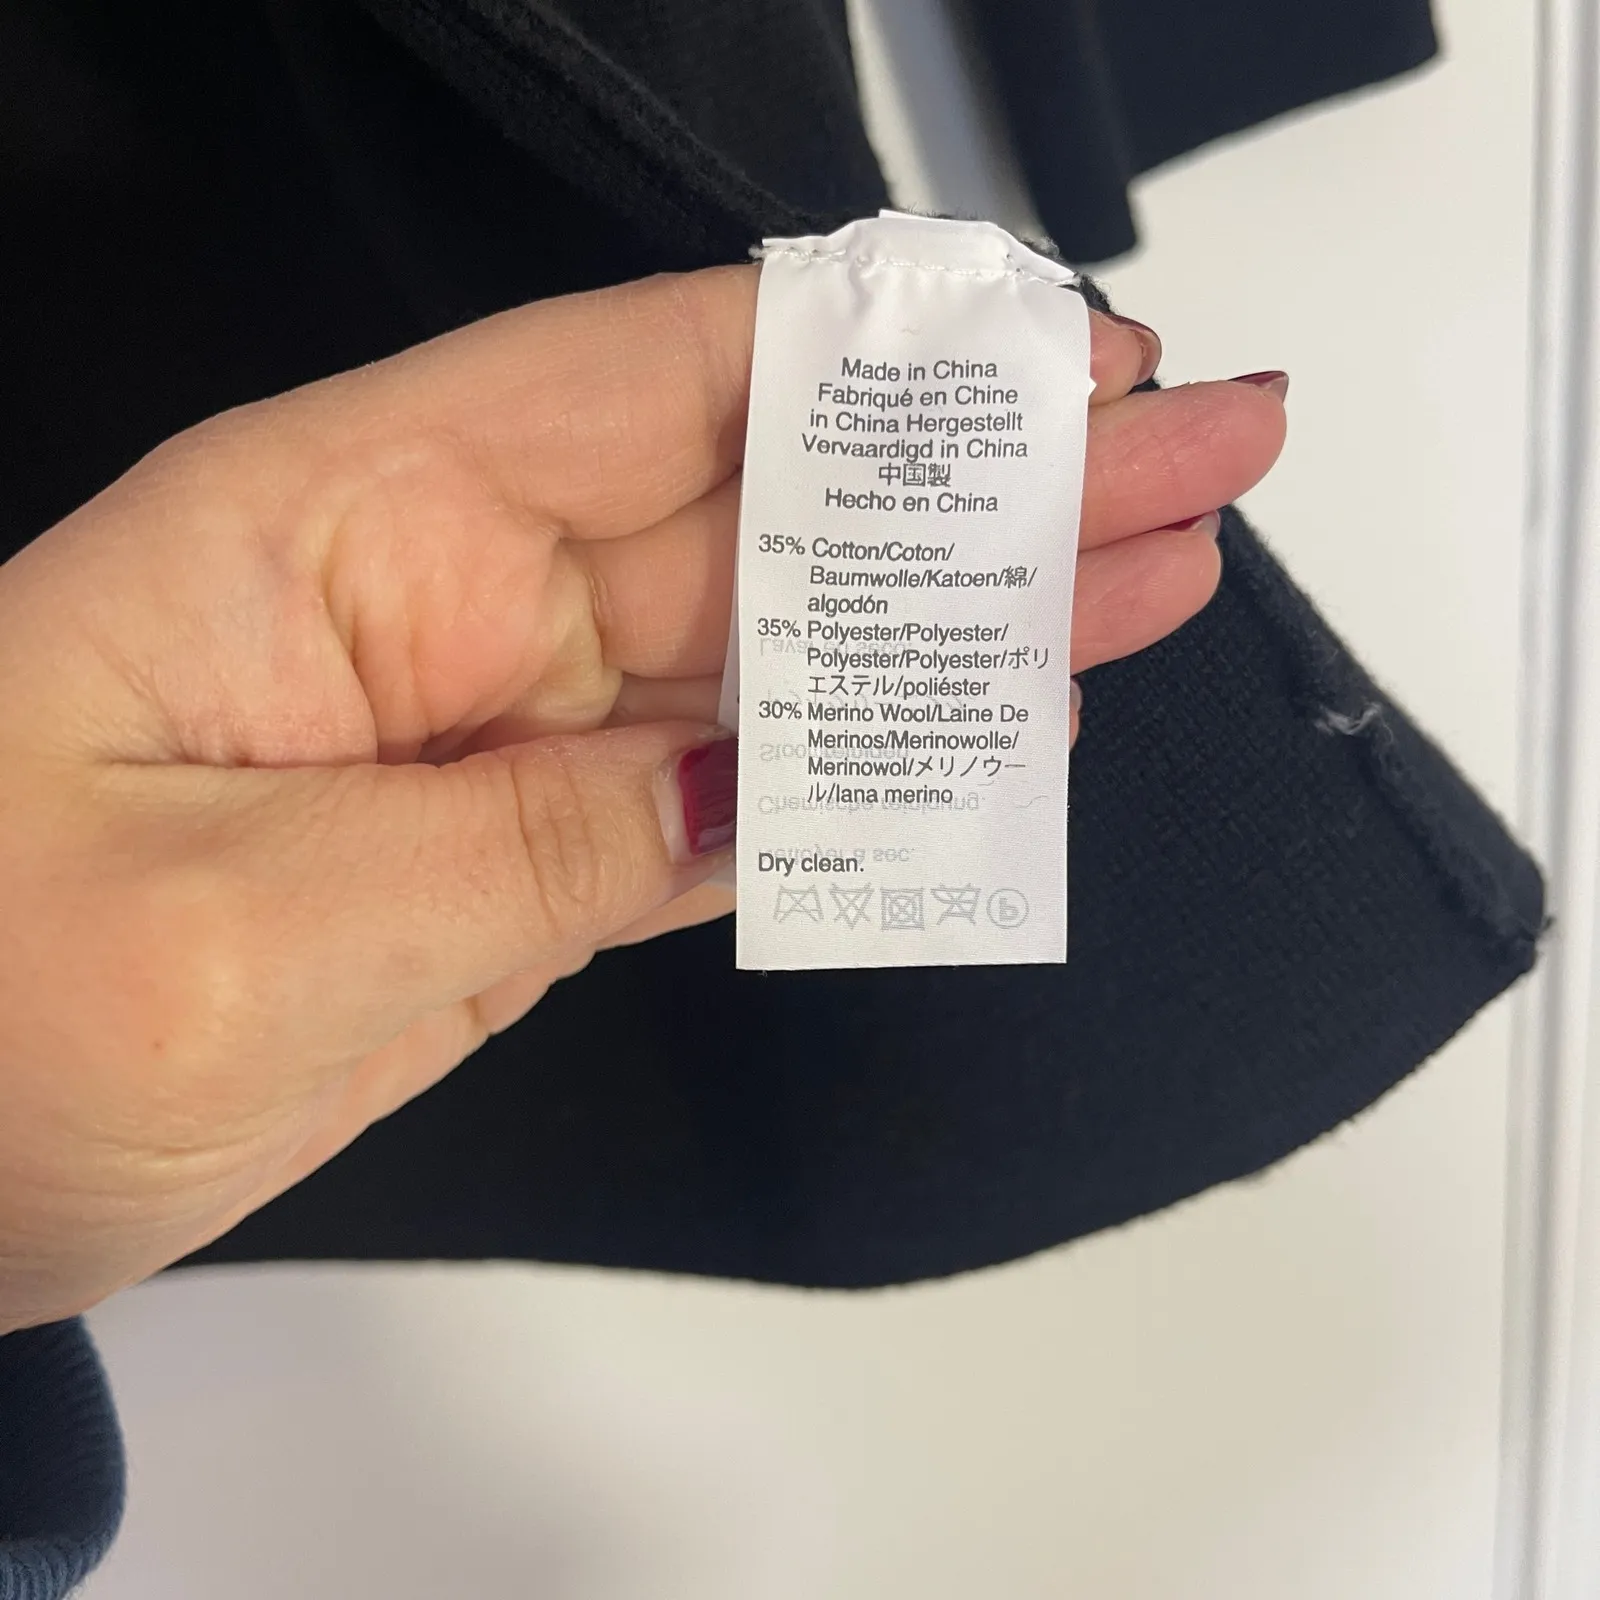 Made in China
Fabriqué en Chine
in China Hergestellt
Vervaardigd in China
中国製
Hecho en China
35% Cotton/Coton/
Baumwolle/Katoen/綿/
algodón
35% Polyester/Polyester/
Polyester/Polyester/ポリ
エステル/poliéster
30% Merino Wool/Laine De
Merinos/Merinowolle/
Merinowol/メリノウー
ル/lana merino
Dry clean.